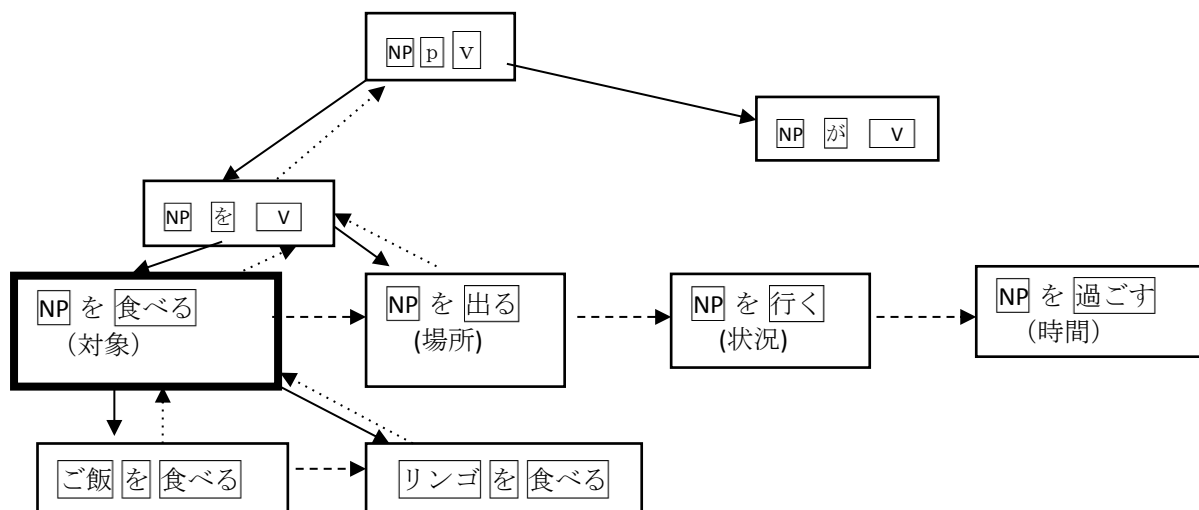 NP p V
NP が V
NP を V
NP を 食べる
（対象）
NP を 出る
(場所)
NP を 行く
(状況)
NP を 過ごす
（時間）
ご飯 を 食べる
リンゴ を 食べる